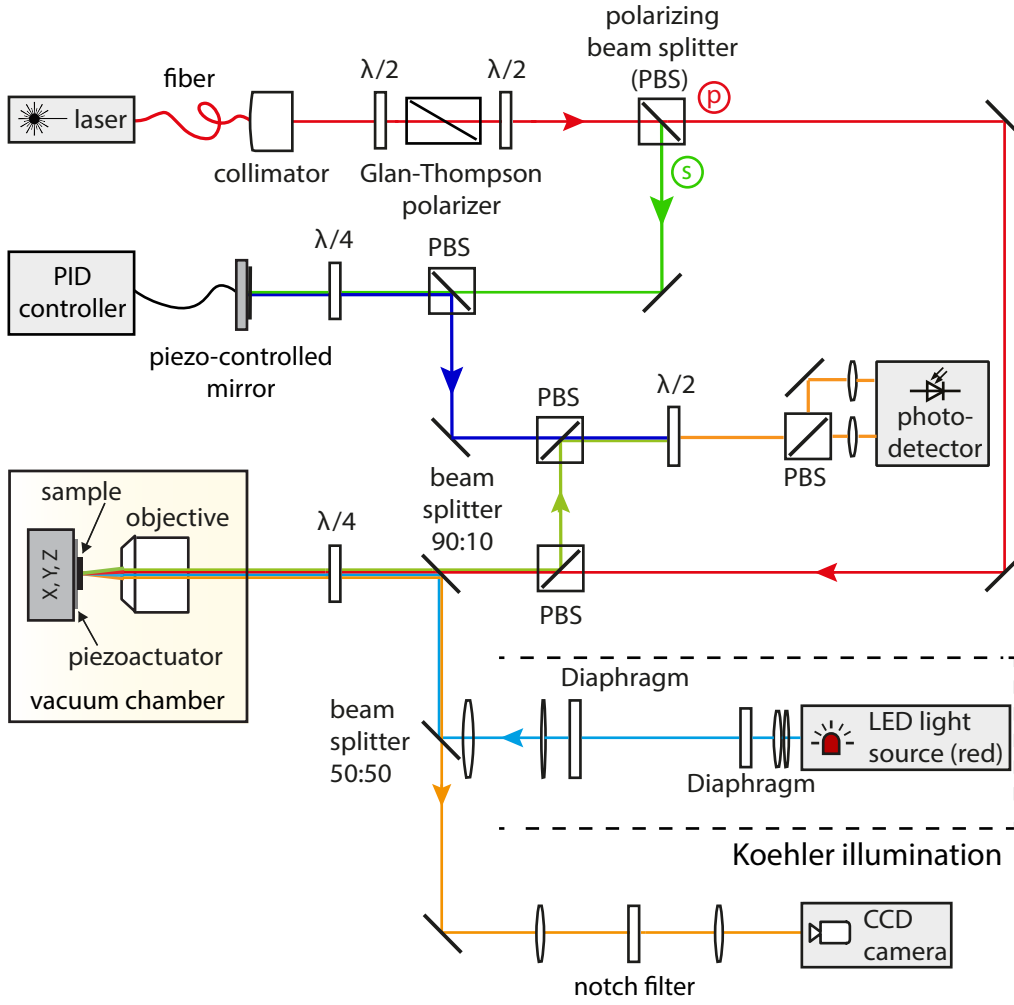 polarizing
beam splitter
(PBS)
p
s
λ/2
λ/2
fiber
laser
collimator
Glan-Thompson
polarizer
λ/4
PBS
PID
controller
piezo-controlled
mirror
PBS
λ/2
photo-
detector
PBS
beam
splitter
90:10
sample
objective
λ/4
X, Y, Z
piezoactuator
vacuum chamber
PBS
beam
splitter
50:50
Diaphragm
Diaphragm
LED light
source (red)
Koehler illumination
CCD
camera
notch filter